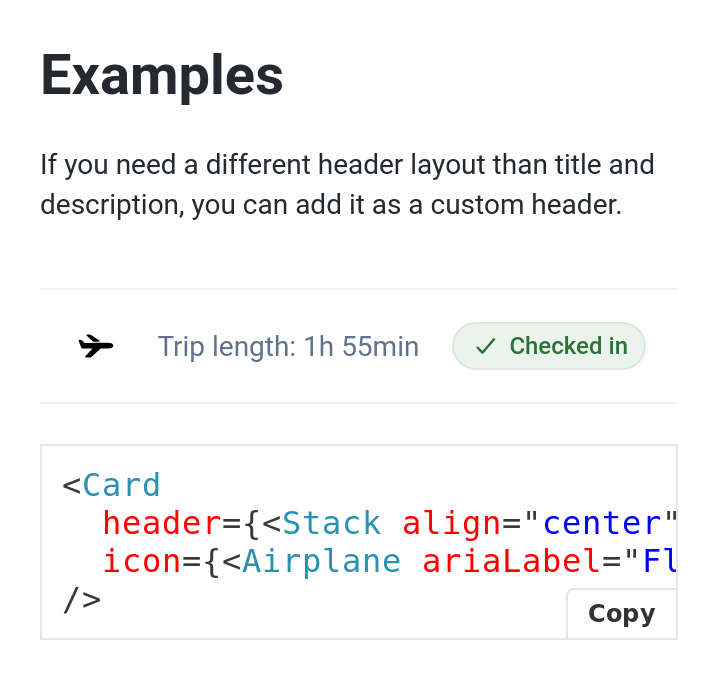 Examples
If you need a different header layout than title and
description, you can add it as a custom header.
Trip length: 1h 55min Checked in
<Card
  header={<Stack align="center"
  icon={<Airplane ariaLabel="Fl
/>
Copy